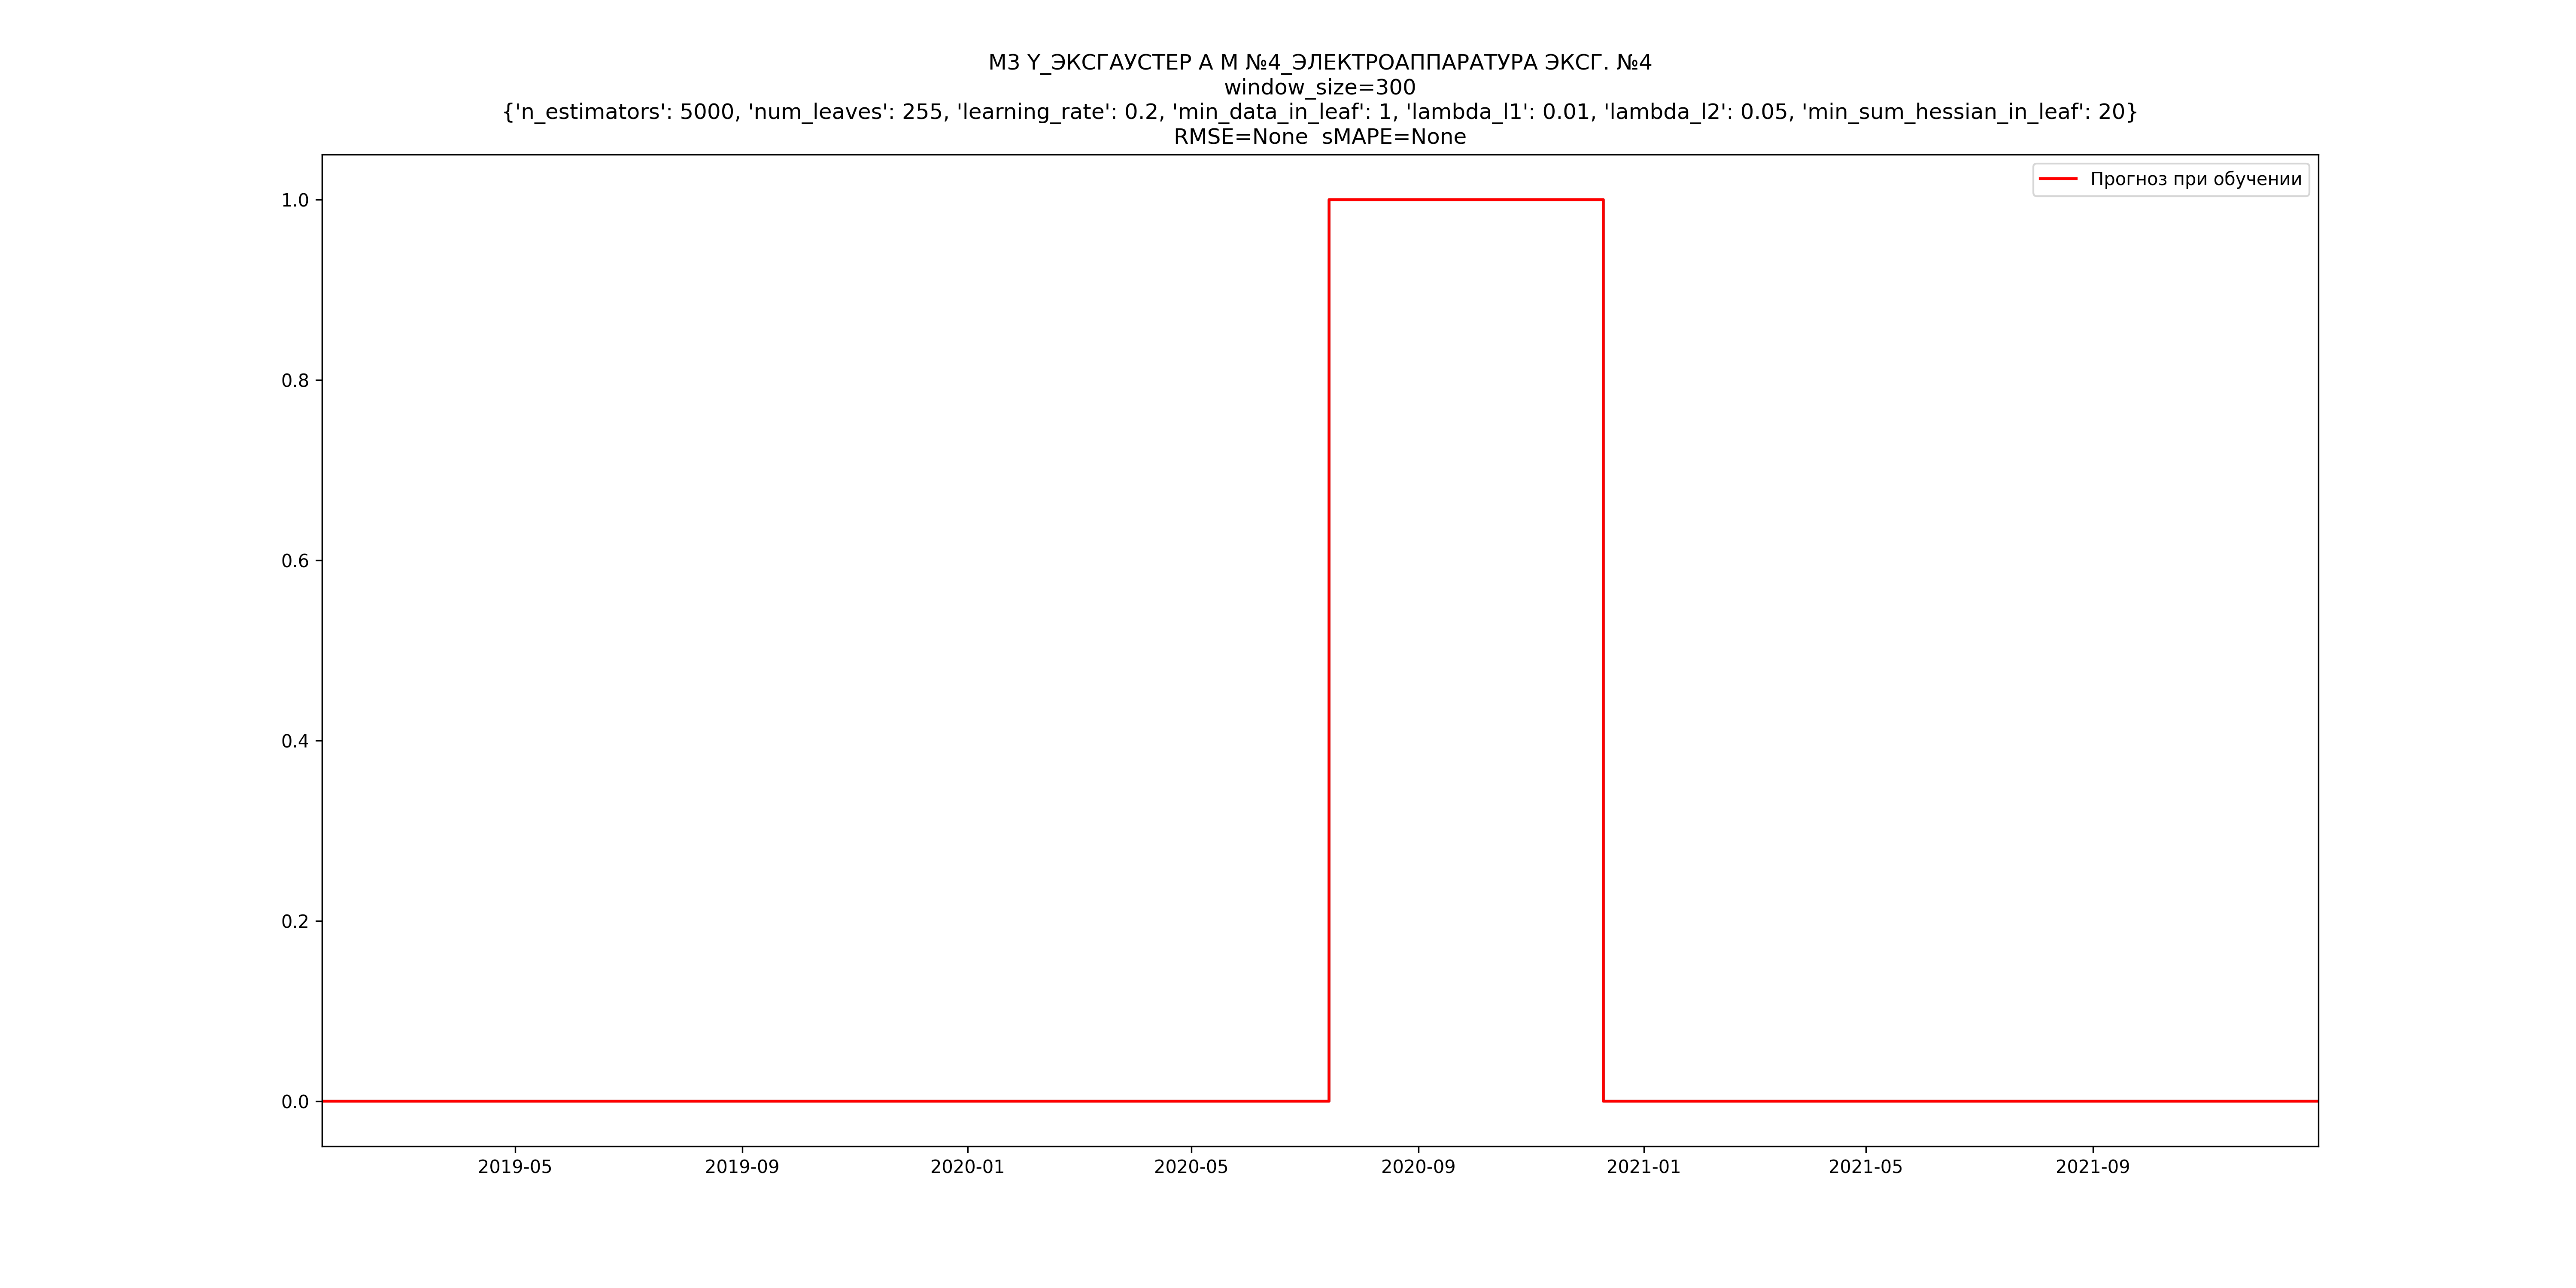 М3 Y_ЭКСГАУСТЕР А М №4_ЭЛЕКТРОАППАРАТУРА ЭКСГ. №4
window_size=300
{'n_estimators': 5000, 'num_leaves': 255, 'learning_rate': 0.2, 'min_data_in_leaf': 1, 'lambda_l1': 0.01, 'lambda_l2': 0.05, 'min_sum_hessian_in_leaf': 20}
RMSE=None  sMAPE=None
Прогноз при обучении
1.0
0.8
0.6
0.4
0.2
0.0
2019-05 2019-09 2020-01 2020-05 2020-09 2021-01 2021-05 2021-09